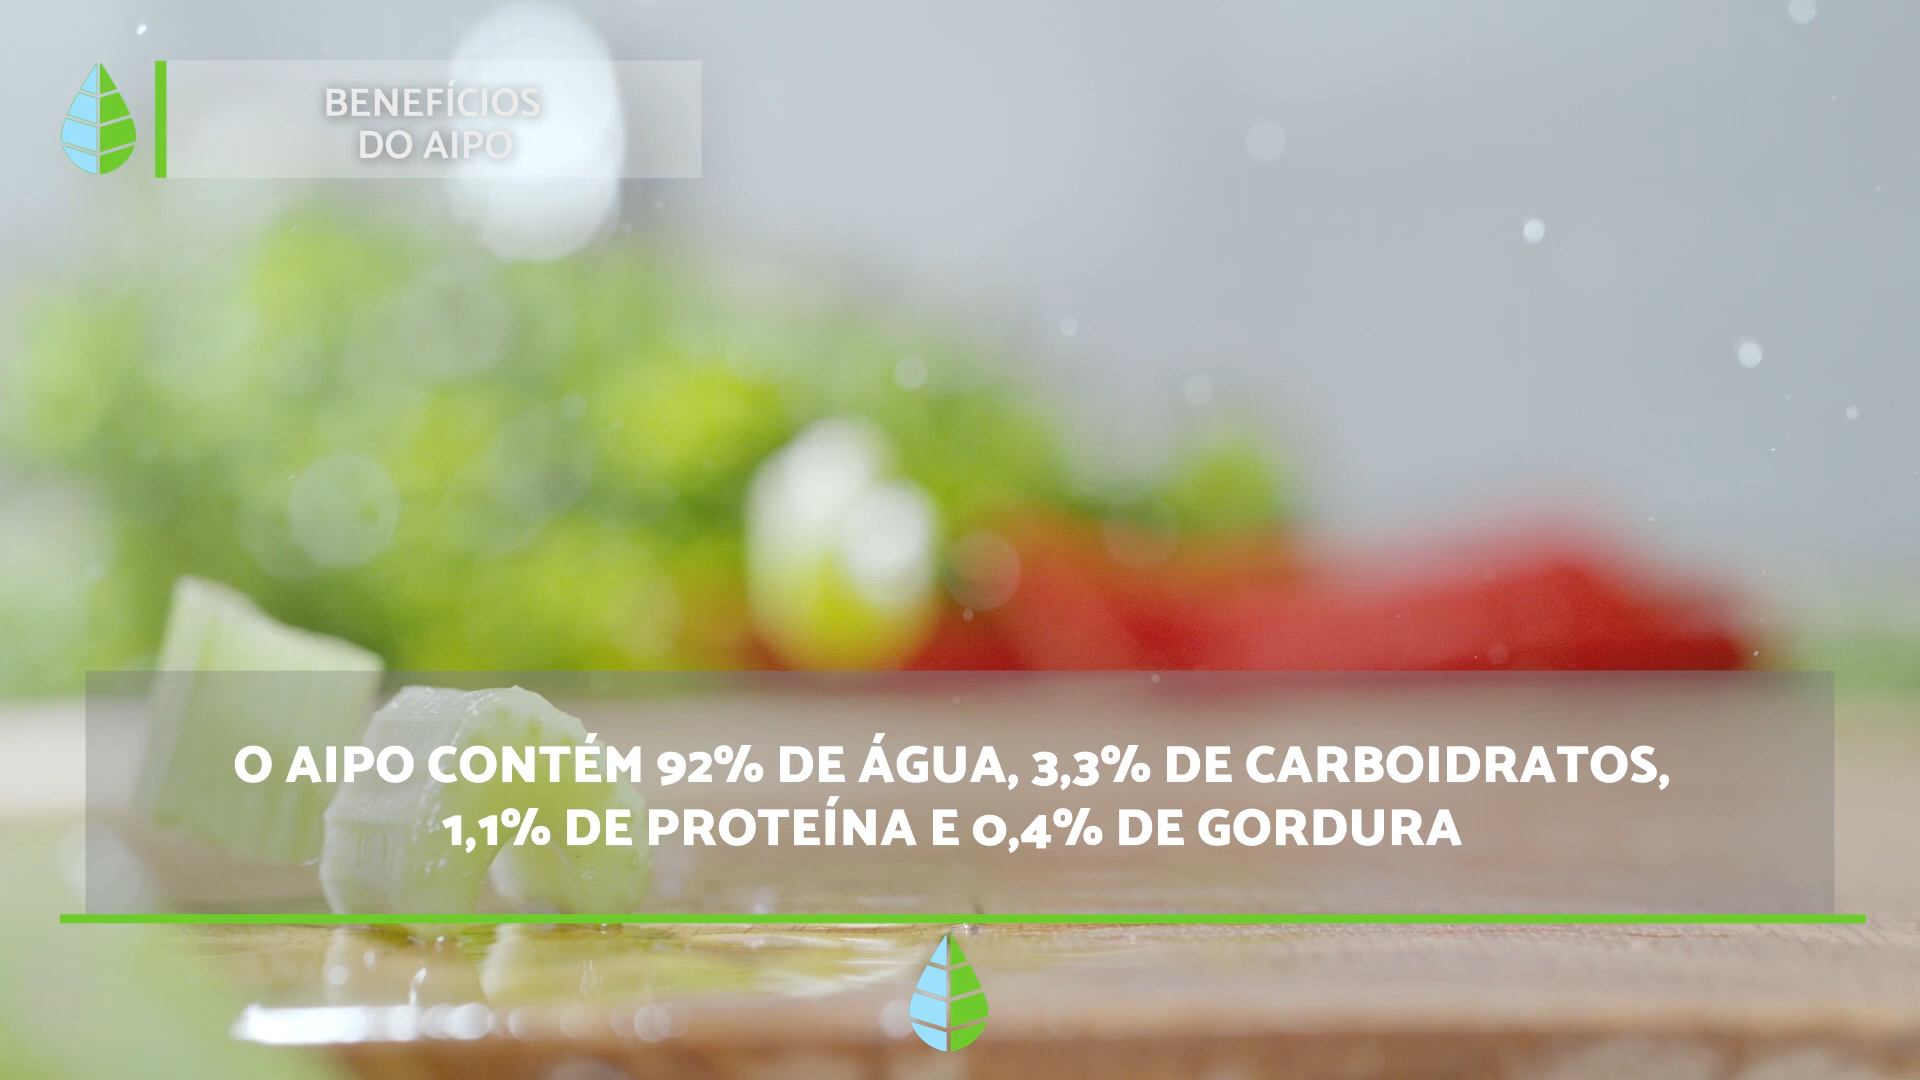 BENEFÍCIOS
DO AIPO
O AIPO CONTÉM 92% DE ÁGUA, 3,3% DE CARBOIDRATOS,
1,1% DE PROTEÍNA E 0,4% DE GORDURA